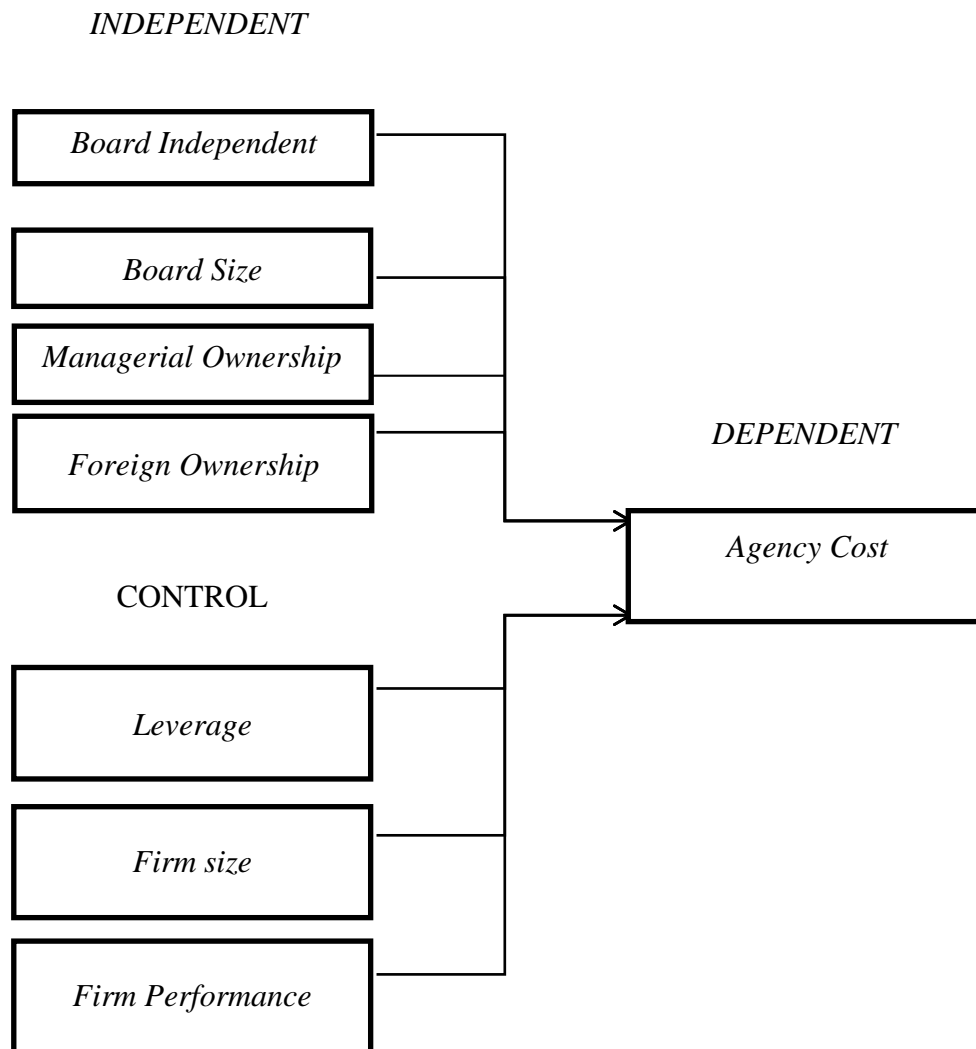 INDEPENDENT
Board Independent
Board Size
Managerial Ownership
Foreign Ownership
DEPENDENT
Agency Cost
CONTROL
Leverage
Firm size
Firm Performance